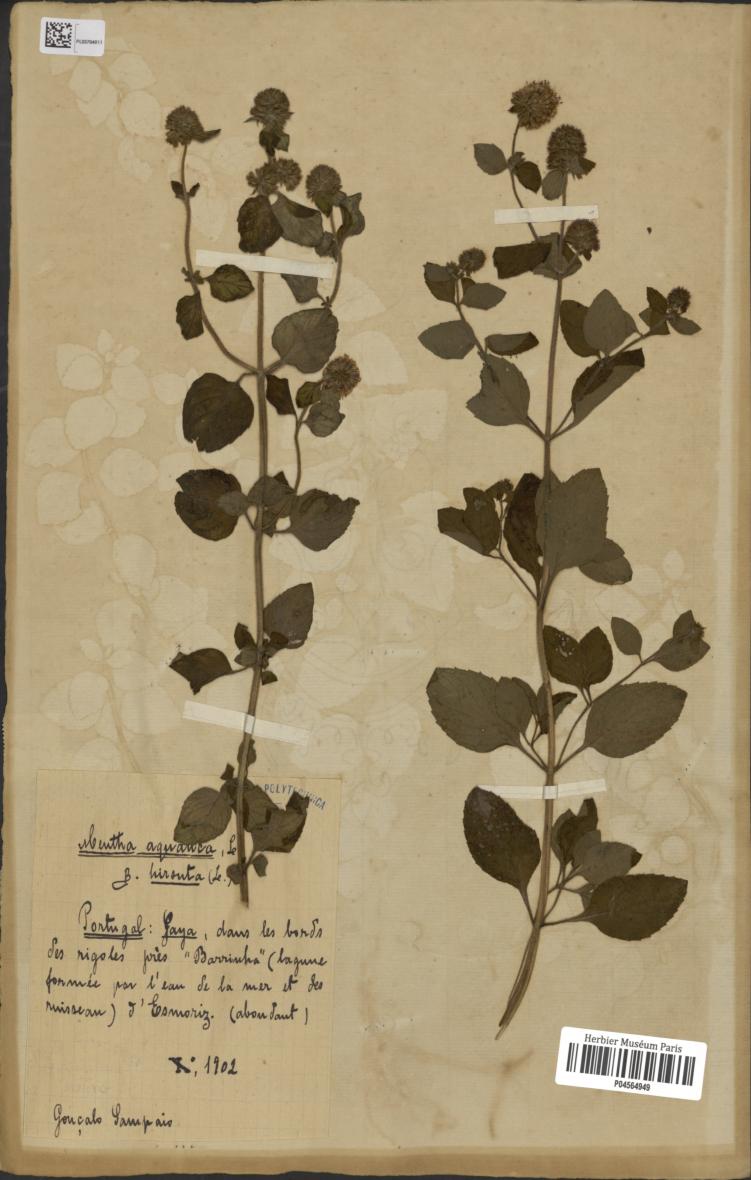 Mentha aquatica, L.
β. hirsuta (L.)
Portugal: Gaya, dans les bords
des rigoles près "Barrinha" (lagune
formée par l'eau de la mer et des
ruisseau) d'Esmoriz. (abondant)
X, 1902
Gonçalo Sampaio
POLYTECHNICA
Herbier Muséum Paris
P04564949